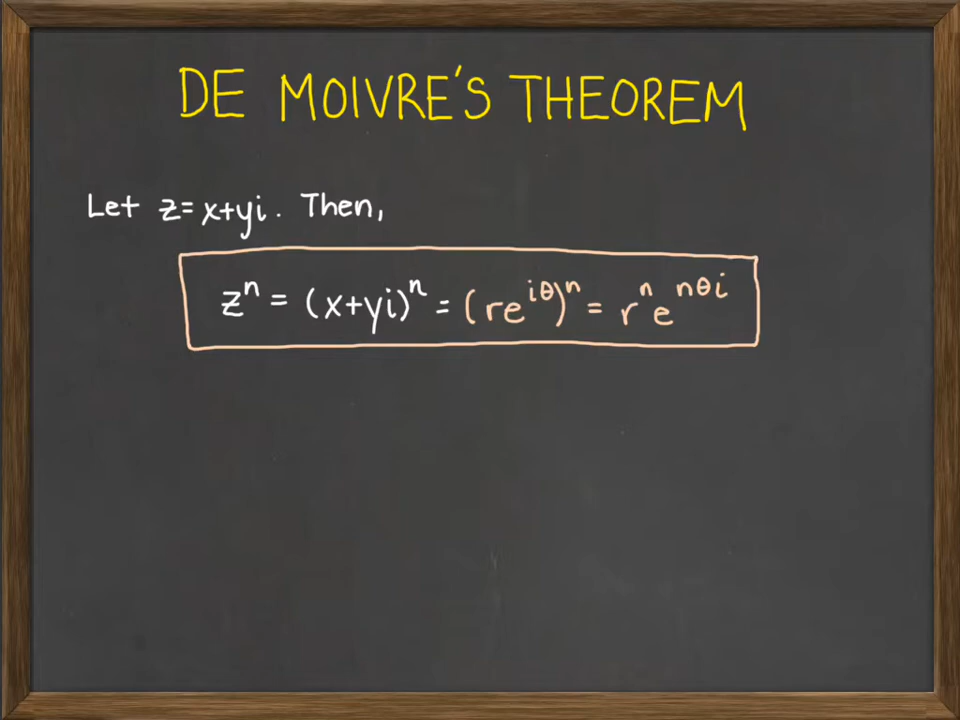 DE MOIVRE'S THEOREM
Let z=x+yi. Then,
zⁿ = (x+yi)ⁿ = (re^{iθ})ⁿ = rⁿe^{nθi}